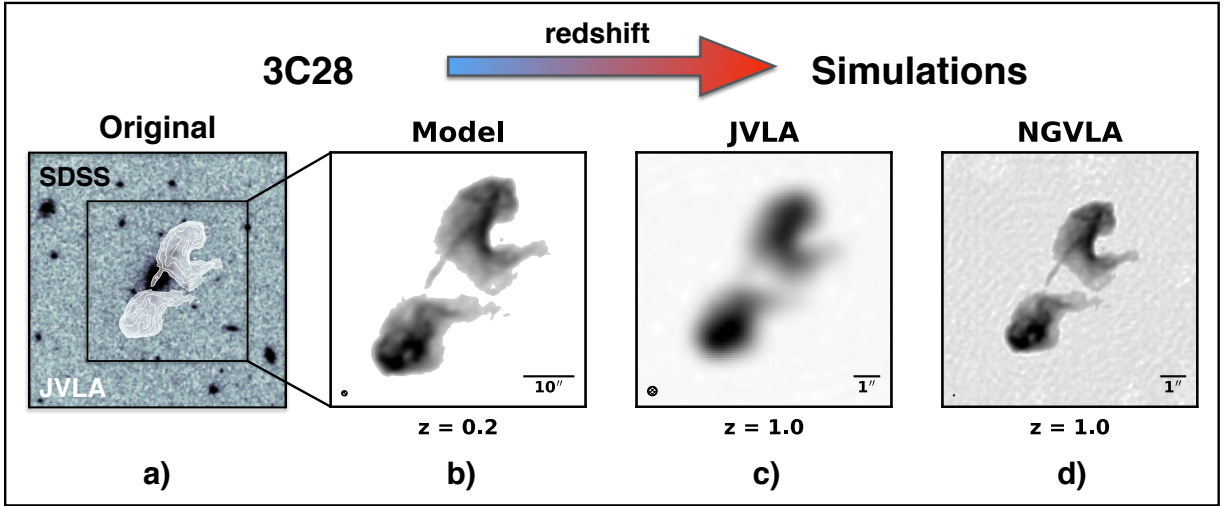 redshift
3C28
Simulations
Original
Model
JVLA
NGVLA
SDSS
JVLA
10″
1″
1″
z = 0.2
z = 1.0
z = 1.0
a)
b)
c)
d)